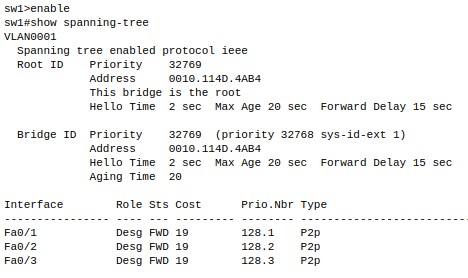 sw1>enable
sw1#show spanning-tree
VLAN0001
  Spanning tree enabled protocol ieee
  Root ID    Priority    32769
             Address     0010.114D.4AB4
             This bridge is the root
             Hello Time  2 sec  Max Age 20 sec  Forward Delay 15 sec

  Bridge ID  Priority    32769  (priority 32768 sys-id-ext 1)
             Address     0010.114D.4AB4
             Hello Time  2 sec  Max Age 20 sec  Forward Delay 15 sec
             Aging Time  20

Interface        Role Sts Cost      Prio.Nbr Type
---------------- ---- --- --------- -------- --------------------------
Fa0/1            Desg FWD 19        128.1    P2p
Fa0/2            Desg FWD 19        128.2    P2p
Fa0/3            Desg FWD 19        128.3    P2p